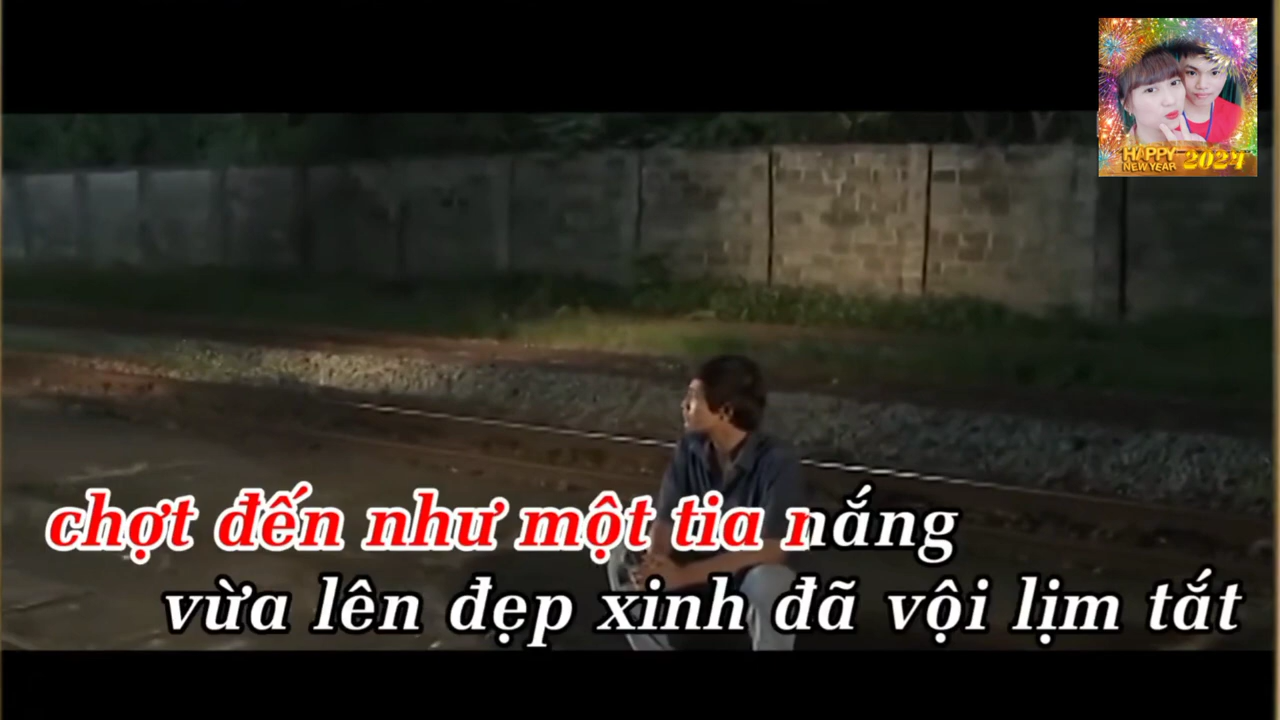 HAPPY
NEW YEAR 2024
chợt đến như một tia nắng
vừa lên đẹp xinh đã vội lịm tắt